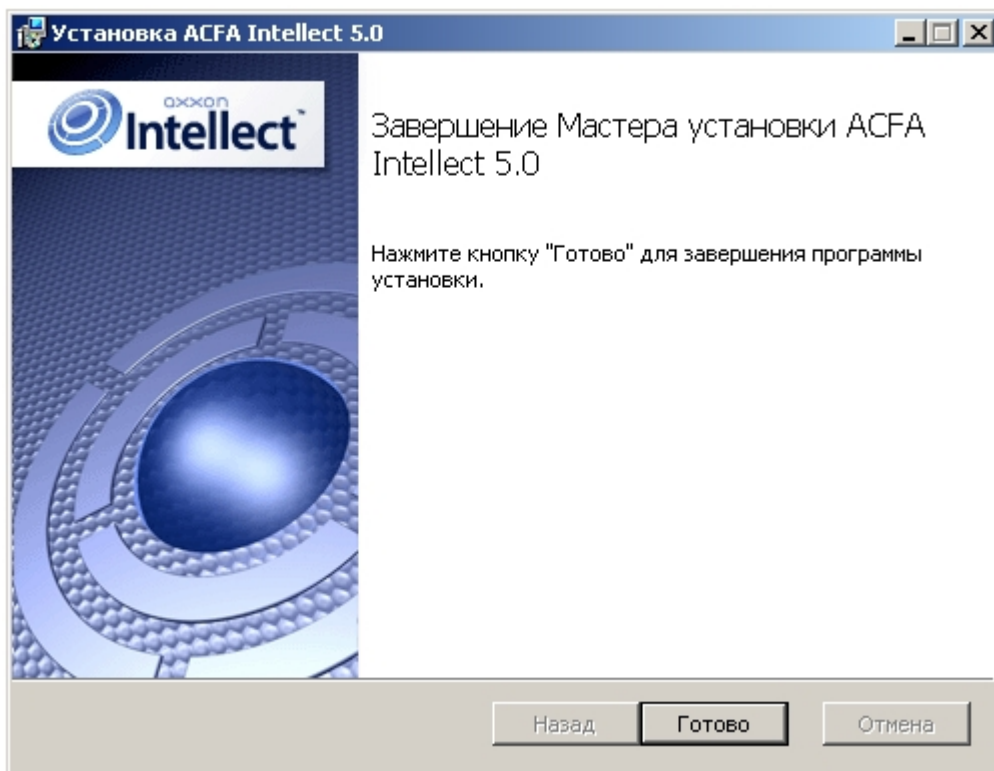 Установка ACFA Intellect 5.0
axxon
Intellect™
Завершение Мастера установки ACFA
Intellect 5.0
Нажмите кнопку "Готово" для завершения программы
установки.
Назад
Готово
Отмена